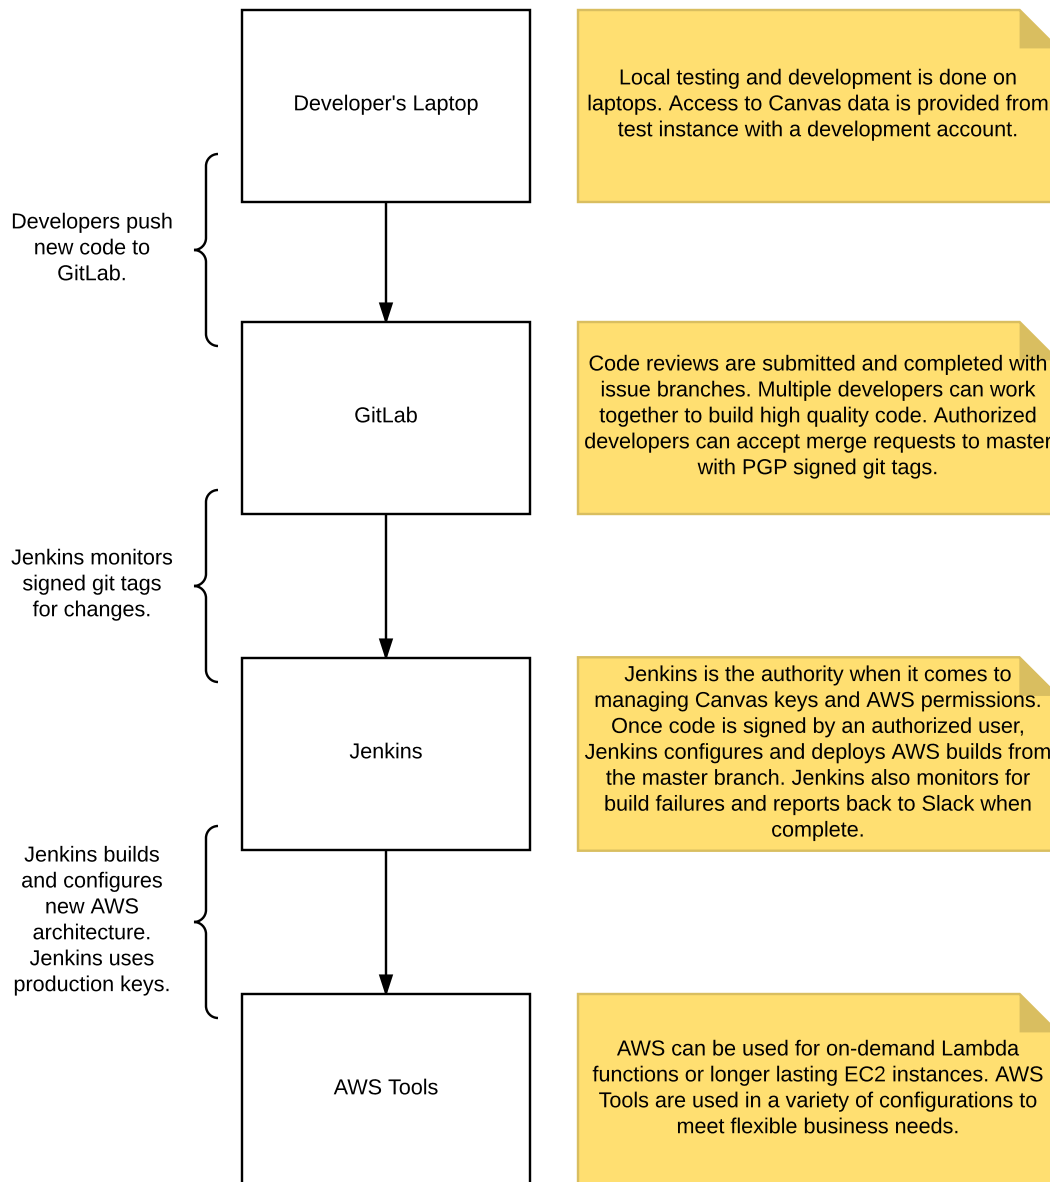 Developer's Laptop
Local testing and development is done on
laptops. Access to Canvas data is provided from
test instance with a development account.
Developers push
new code to
GitLab.
GitLab
Code reviews are submitted and completed with
issue branches. Multiple developers can work
together to build high quality code. Authorized
developers can accept merge requests to master
with PGP signed git tags.
Jenkins monitors
signed git tags
for changes.
Jenkins
Jenkins is the authority when it comes to
managing Canvas keys and AWS permissions.
Once code is signed by an authorized user,
Jenkins configures and deploys AWS builds from
the master branch. Jenkins also monitors for
build failures and reports back to Slack when
complete.
Jenkins builds
and configures
new AWS
architecture.
Jenkins uses
production keys.
AWS Tools
AWS can be used for on-demand Lambda
functions or longer lasting EC2 instances. AWS
Tools are used in a variety of configurations to
meet flexible business needs.